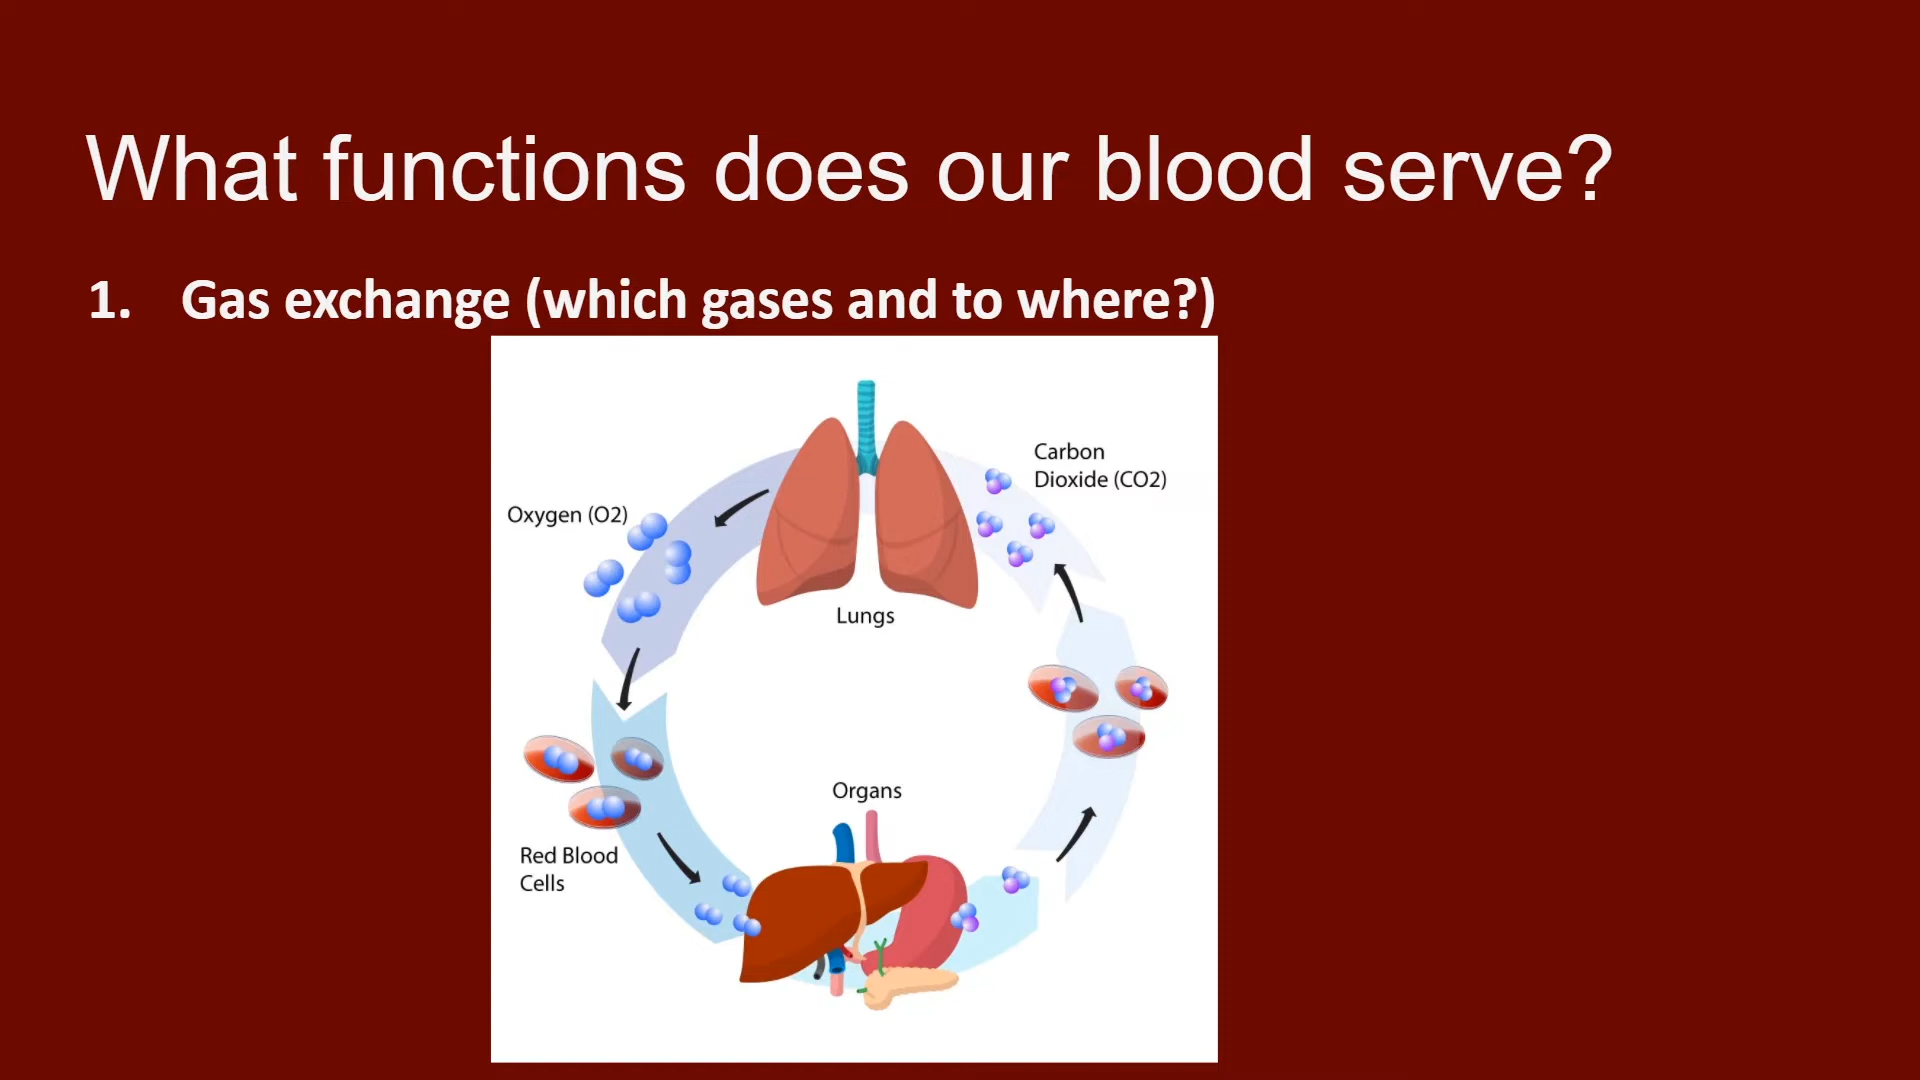 What functions does our blood serve?
1. Gas exchange (which gases and to where?)
Carbon
Dioxide (CO2)
Oxygen (O2)
Lungs
Organs
Red Blood
Cells